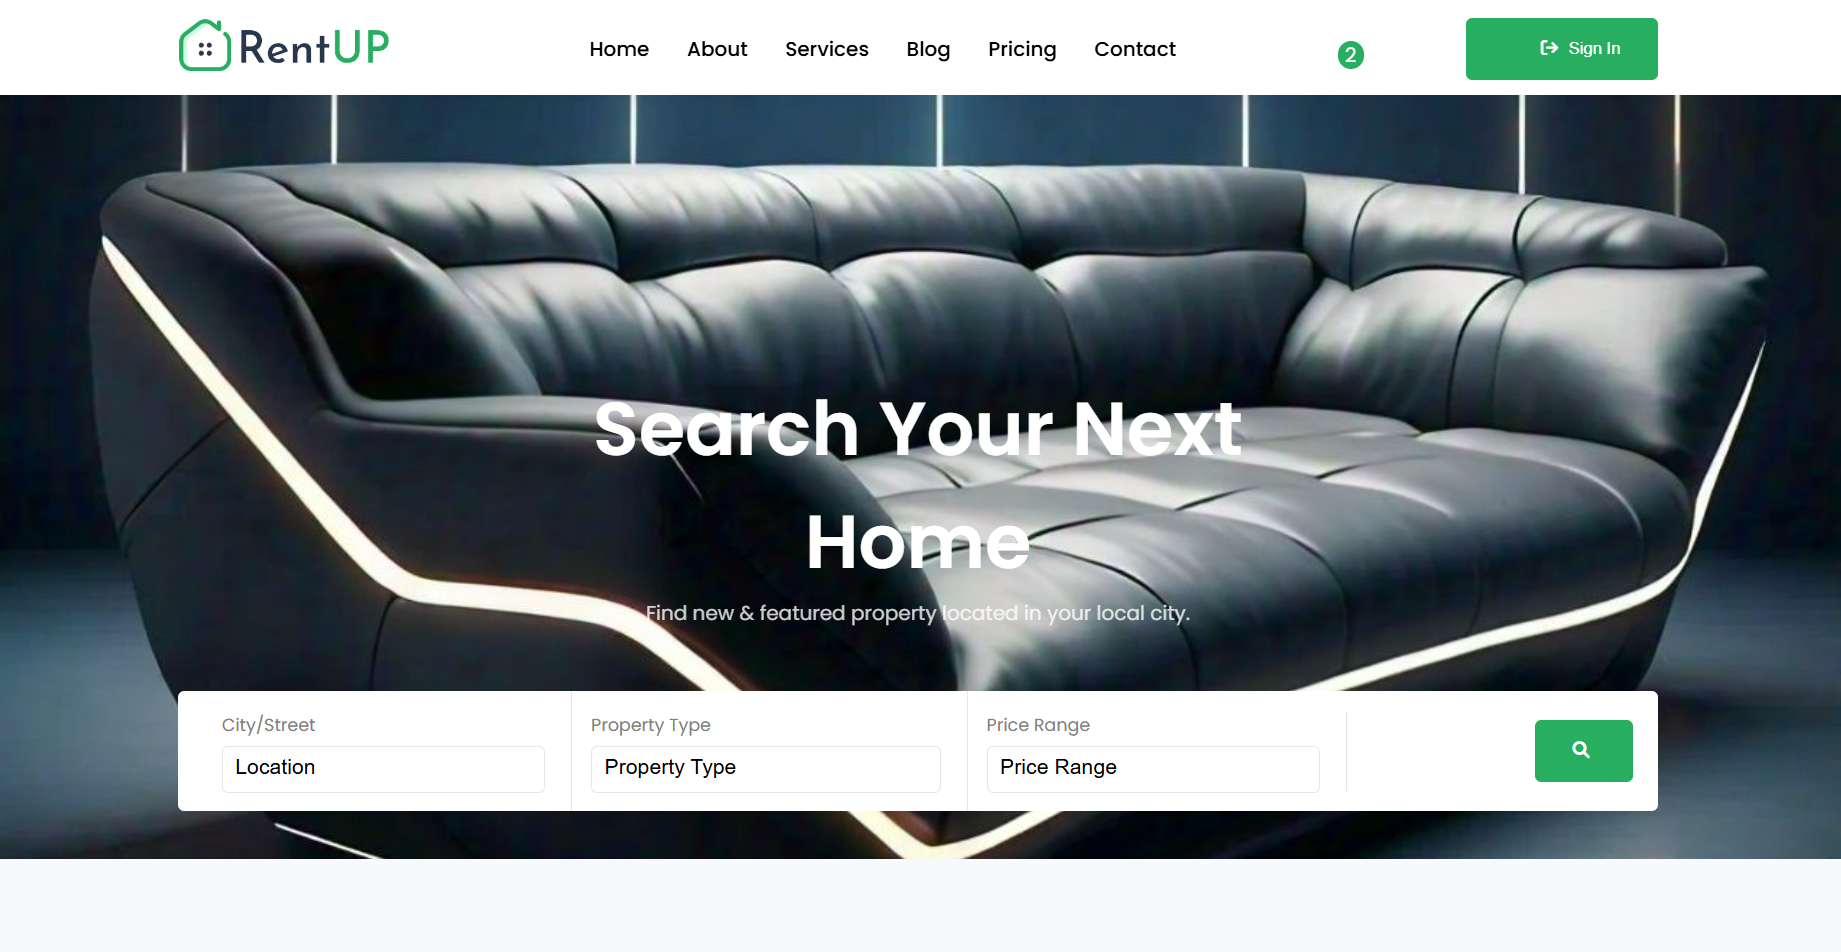 RentUP
Home About Services Blog Pricing Contact
2
Sign In
Search Your Next
Home
Find new & featured property located in your local city.
City/Street Property Type Price Range
Location Property Type Price Range